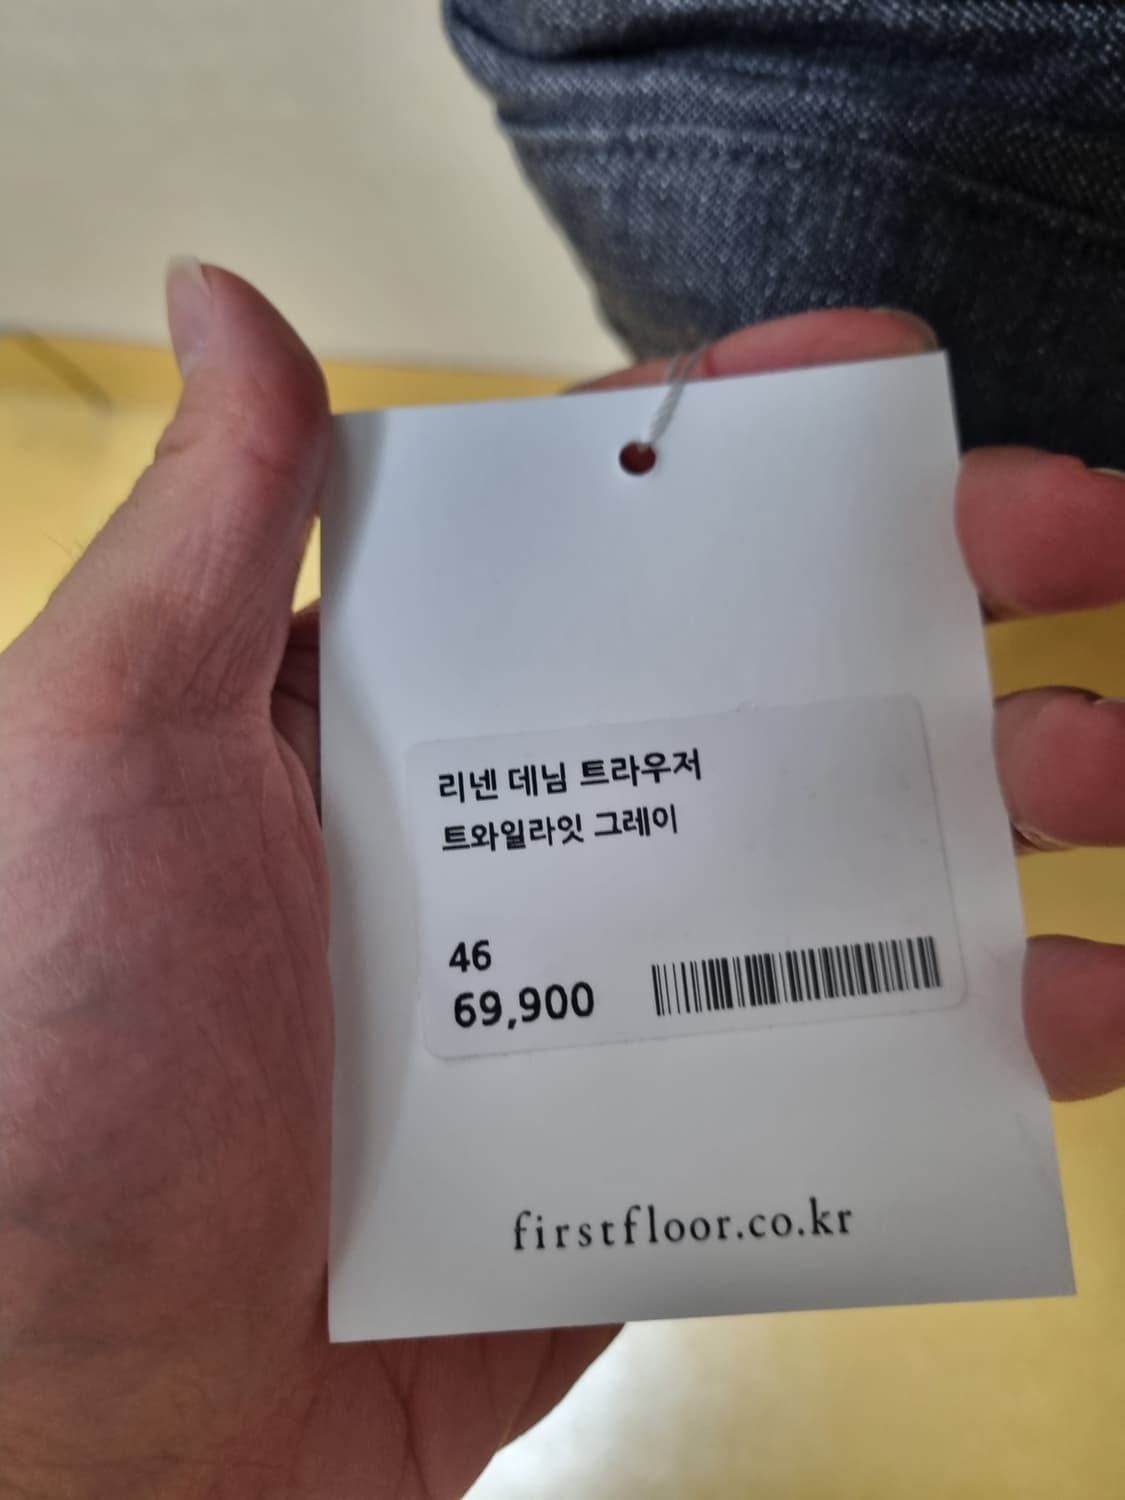 리넨 데님 트라우저
트와일라잇 그레이
46
69,900
firstfloor.co.kr